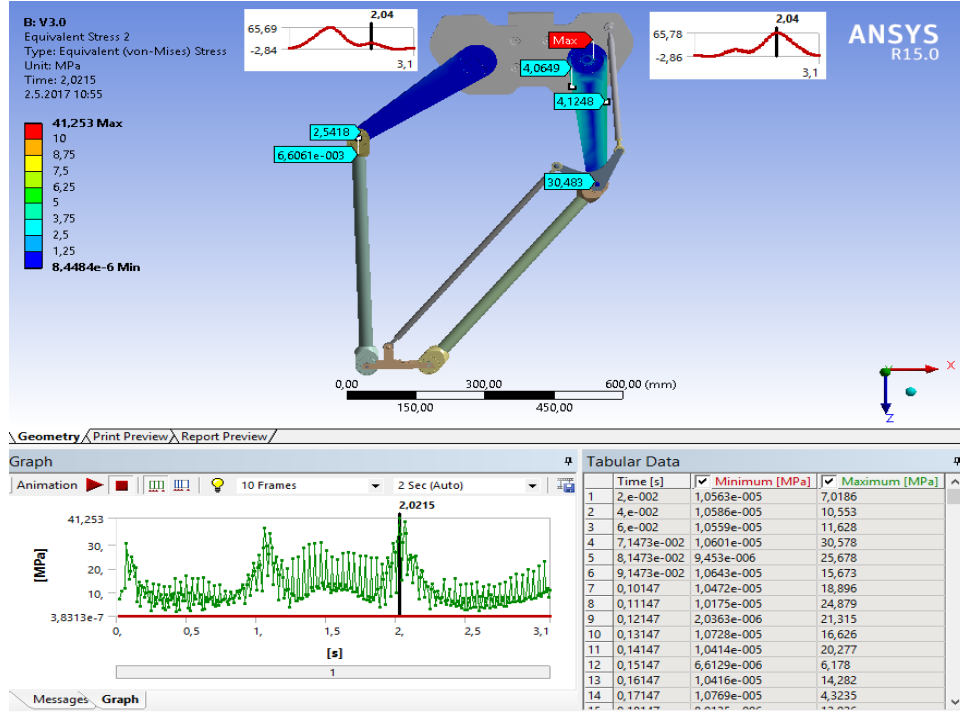 B: V3.0
Equivalent Stress 2
Type: Equivalent (von-Mises) Stress
Unit: MPa
Time: 2,0215
2.5.2017 10:55
41,253 Max
10
8,75
7,5
6,25
5
3,75
2,5
1,25
8,4484e-6 Min
2,04
65,69
-2,84
3,1
2,04
65,78
-2,86
3,1
ANSYS
R15.0
Max
4,0649
4,1248
2,5418
6,6061e-003
30,483
0,00 300,00 600,00 (mm)
150,00 450,00
X
Z
Geometry Print Preview Report Preview
Graph
Animation 10 Frames 2 Sec (Auto)
2,0215
41,253
30,
20,
10,
3,8313e-7
[MPa]
0, 0,5 1, 1,5 2, 2,5 3,1
[s]
1
Messages Graph
Tabular Data
Time [s] Minimum [MPa] Maximum [MPa]
1 2,e-002 1,0563e-005 7,0186
2 4,e-002 1,0586e-005 10,553
3 6,e-002 1,0559e-005 11,628
4 7,1473e-002 1,0601e-005 30,578
5 8,1473e-002 9,453e-006 25,678
6 9,1473e-002 1,0643e-005 15,673
7 0,10147 1,0472e-005 18,896
8 0,11147 1,0175e-005 24,879
9 0,12147 2,0363e-006 21,315
10 0,13147 1,0728e-005 16,626
11 0,14147 1,0414e-005 20,277
12 0,15147 6,6129e-006 6,178
13 0,16147 1,0416e-005 14,282
14 0,17147 1,0769e-005 4,3235